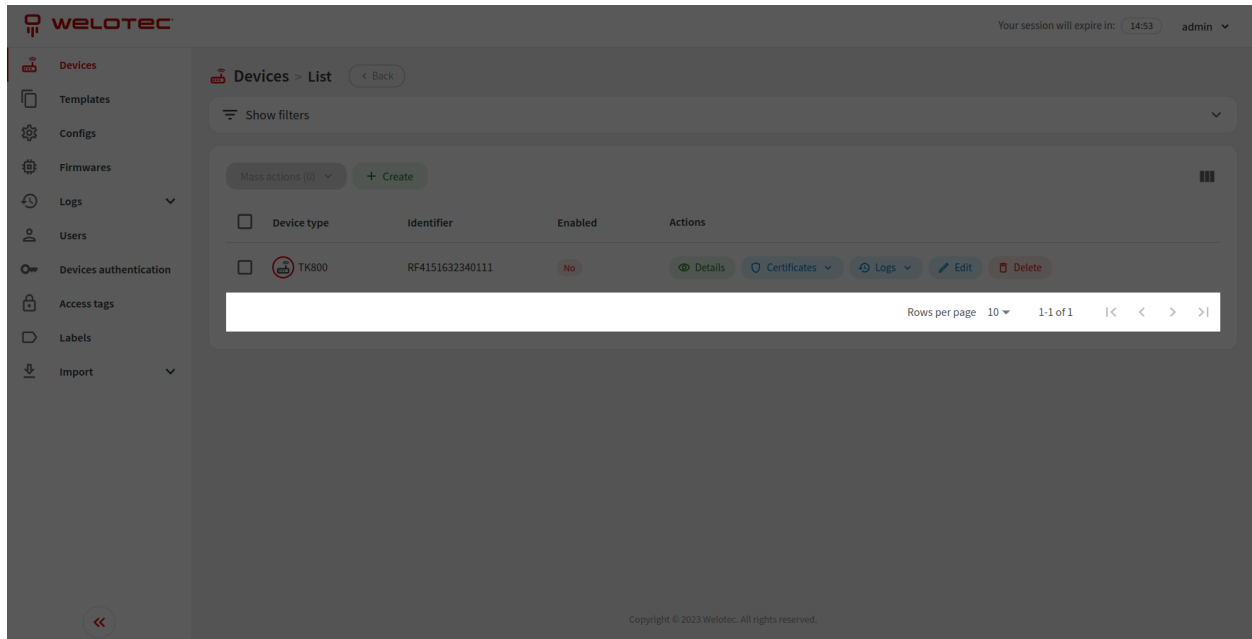 WELOTEC
Your session will expire in: 14:53 admin
Devices
Templates
Configs
Firmwares
Logs
Users
Devices authentication
Access tags
Labels
Import
Devices > List < Back
Show filters
Mass actions (0) + Create
Device type Identifier Enabled Actions
TK800 RF4151632340111 No Details Certificates Logs Edit Delete
Rows per page 10 1-1 of 1
Copyright © 2023 Welotec. All rights reserved.